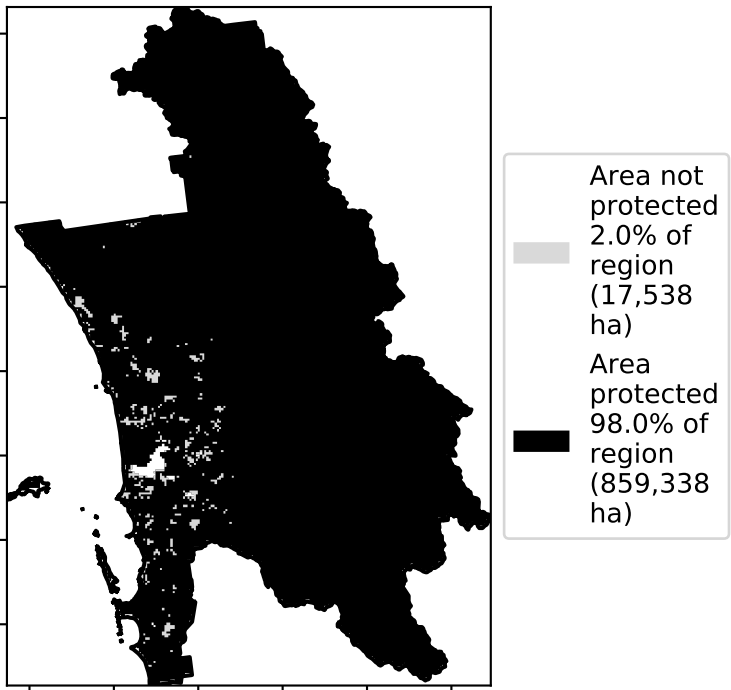 Area not
protected
2.0% of
region
(17,538
ha)
Area
protected
98.0% of
region
(859,338
ha)